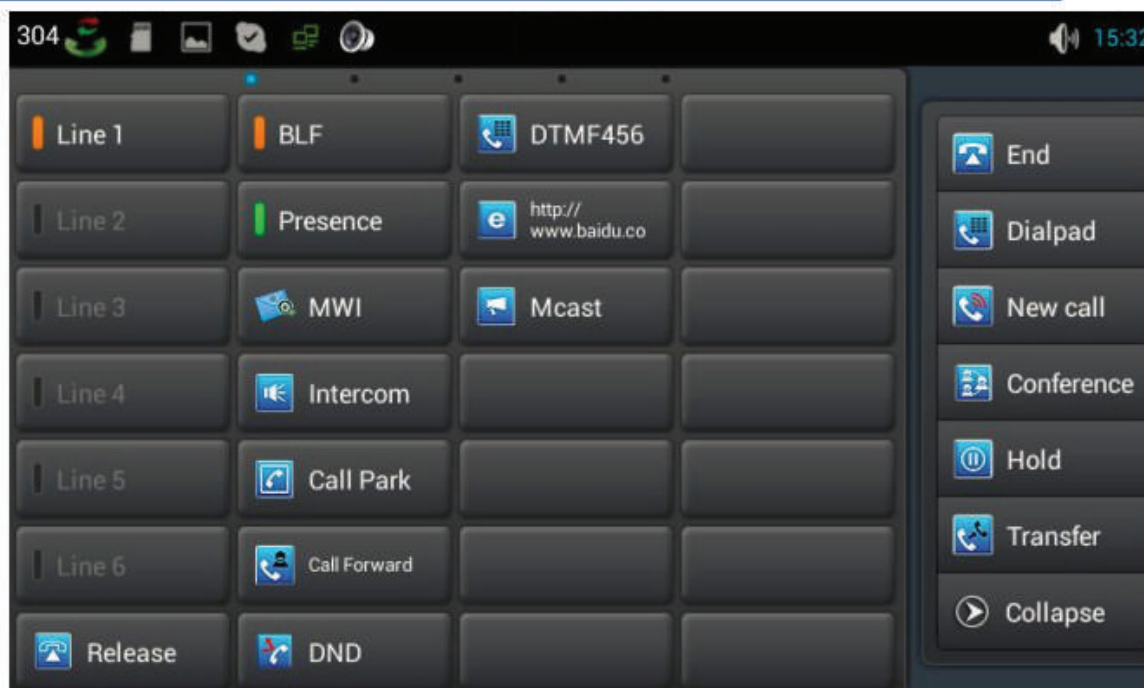 304
15:32
Line 1
BLF
DTMF456
Line 2
Presence
http://
www.baidu.co
Line 3
MWI
Mcast
Line 4
Intercom
Line 5
Call Park
Line 6
Call Forward
Release
DND
End
Dialpad
New call
Conference
Hold
Transfer
Collapse